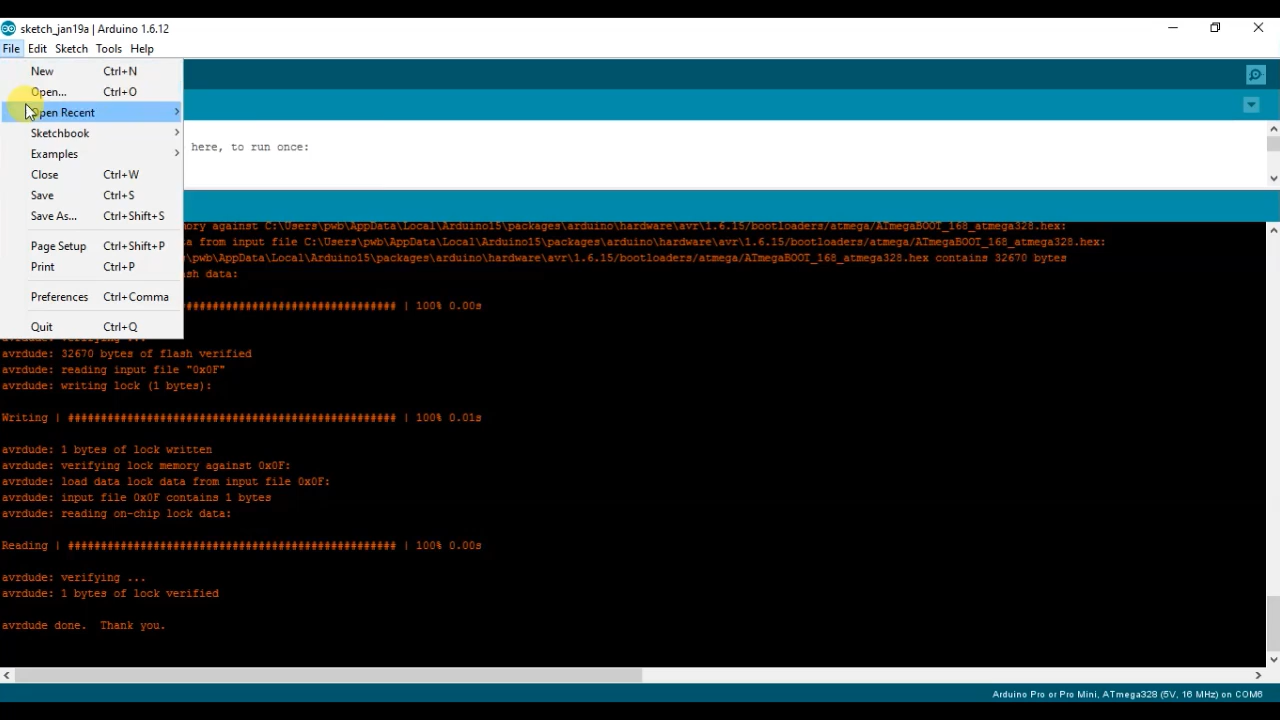 sketch_jan19a | Arduino 1.6.12
File Edit Sketch Tools Help
New Ctrl+N
Open... Ctrl+O
Open Recent
Sketchbook
Examples
Close Ctrl+W
Save Ctrl+S
Save As... Ctrl+Shift+S
Page Setup Ctrl+Shift+P
Print Ctrl+P
Preferences Ctrl+Comma
Quit Ctrl+Q
here, to run once:
ory against C:\Users\pwb\AppData\Local\Arduino15\packages\arduino\hardware\avr\1.6.15/bootloaders/atmega/ATmegaBOOT_168_atmega328.hex:
a from input file C:\Users\pwb\AppData\Local\Arduino15\packages\arduino\hardware\avr\1.6.15/bootloaders/atmega/ATmegaBOOT_168_atmega328.hex:
\pwb\AppData\Local\Arduino15\packages\arduino\hardware\avr\1.6.15/bootloaders/atmega/ATmegaBOOT_168_atmega328.hex contains 32670 bytes
sh data:
################################# | 100% 0.00s
avrdude: verifying ...
avrdude: 32670 bytes of flash verified
avrdude: reading input file "0x0F"
avrdude: writing lock (1 bytes):
Writing | ################################################## | 100% 0.01s
avrdude: 1 bytes of lock written
avrdude: verifying lock memory against 0x0F:
avrdude: load data lock data from input file 0x0F:
avrdude: input file 0x0F contains 1 bytes
avrdude: reading on-chip lock data:
Reading | ################################################## | 100% 0.00s
avrdude: verifying ...
avrdude: 1 bytes of lock verified
avrdude done. Thank you.
Arduino Pro or Pro Mini, ATmega328 (5V, 16 MHz) on COM6